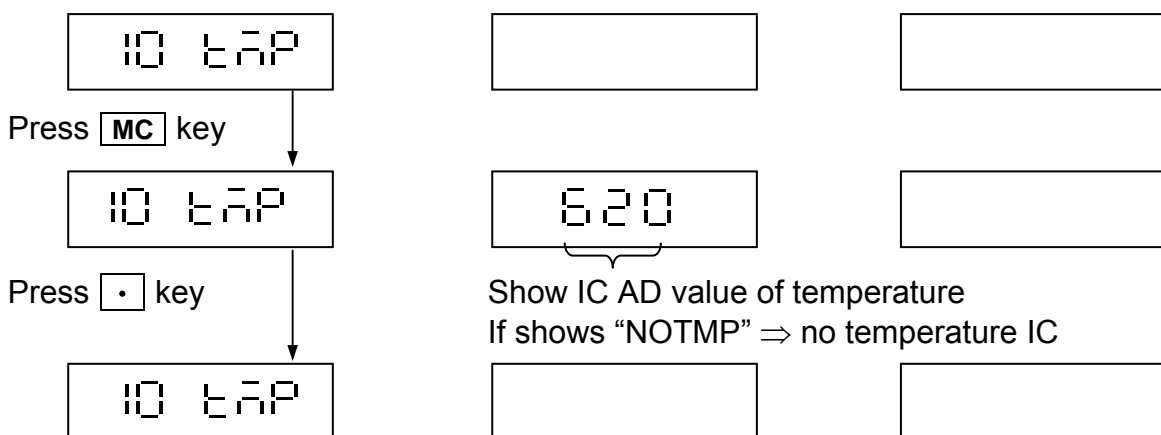 10 tmP
Press MC key
10 tmP 620
Press · key
Show IC AD value of temperature
If shows “NOTMP” ⇒ no temperature IC
10 tmP